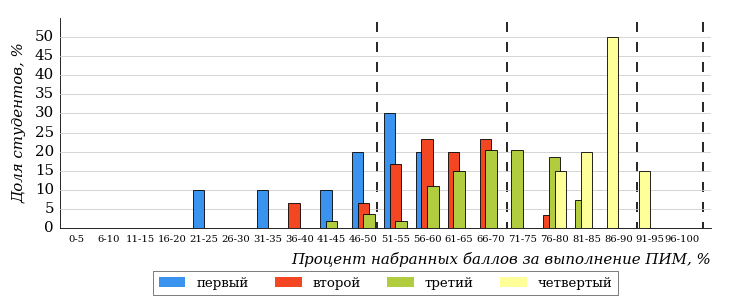 Доля студентов, %
50
45
40
35
30
25
20
15
10
5
0
0-5 6-10 11-15 16-20 21-25 26-30 31-35 36-40 41-45 46-50 51-55 56-60 61-65 66-70 71-75 76-80 81-85 86-90 91-95 96-100
Процент набранных баллов за выполнение ПИМ, %
первый второй третий четвертый